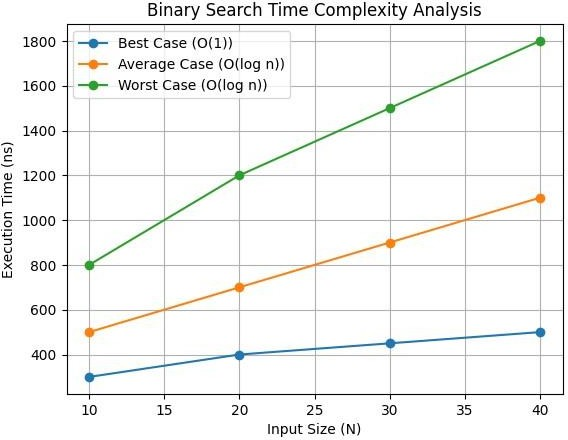 Binary Search Time Complexity Analysis
Best Case (O(1))
Average Case (O(log n))
Worst Case (O(log n))
1800
1600
1400
1200
1000
800
600
400
Execution Time (ns)
10 15 20 25 30 35 40
Input Size (N)